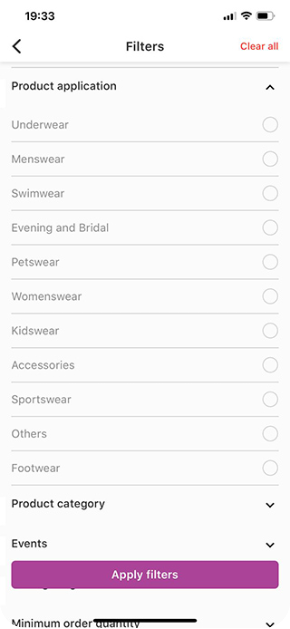 19:33
Filters
Clear all
Product application
Underwear
Menswear
Swimwear
Evening and Bridal
Petswear
Womenswear
Kidswear
Accessories
Sportswear
Others
Footwear
Product category
Events
Apply filters
Minimum order quantity